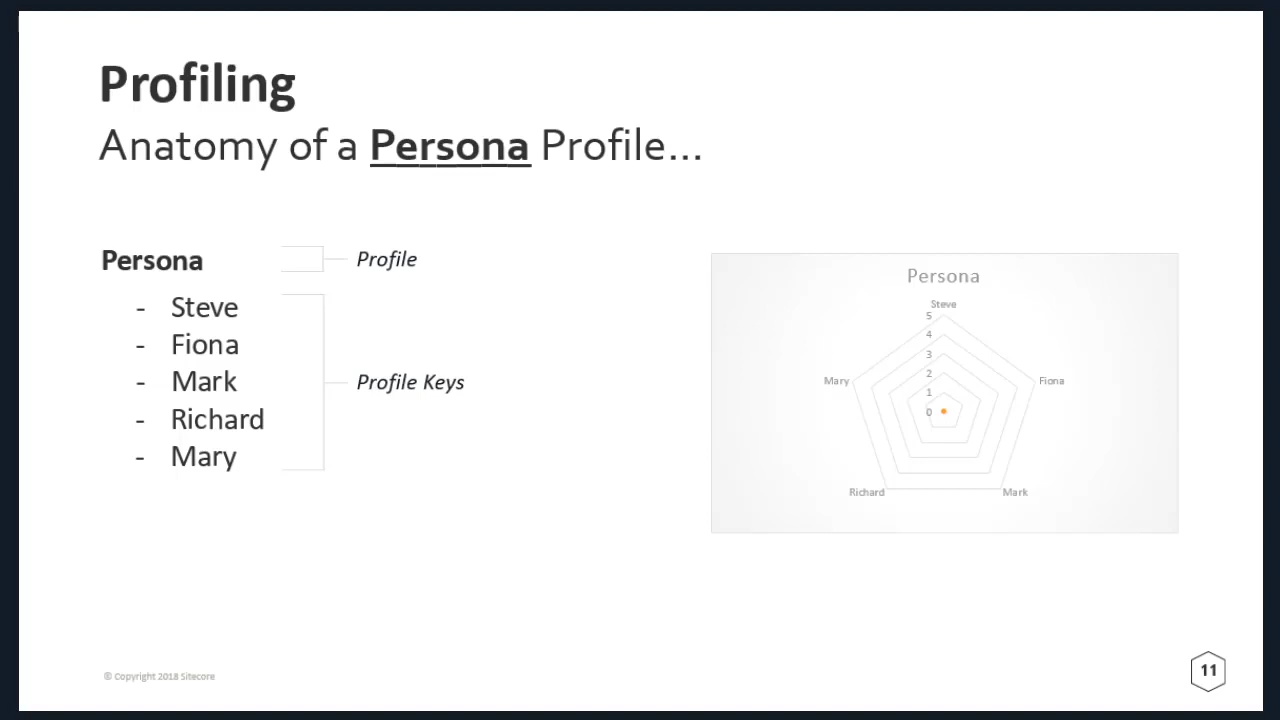 Profiling
Anatomy of a Persona Profile...
Persona
Profile
- Steve
- Fiona
- Mark
- Richard
- Mary
Profile Keys
Persona
Steve
5
4
3
2
1
0
Mary
Fiona
Richard
Mark
© Copyright 2018 Sitecore
11